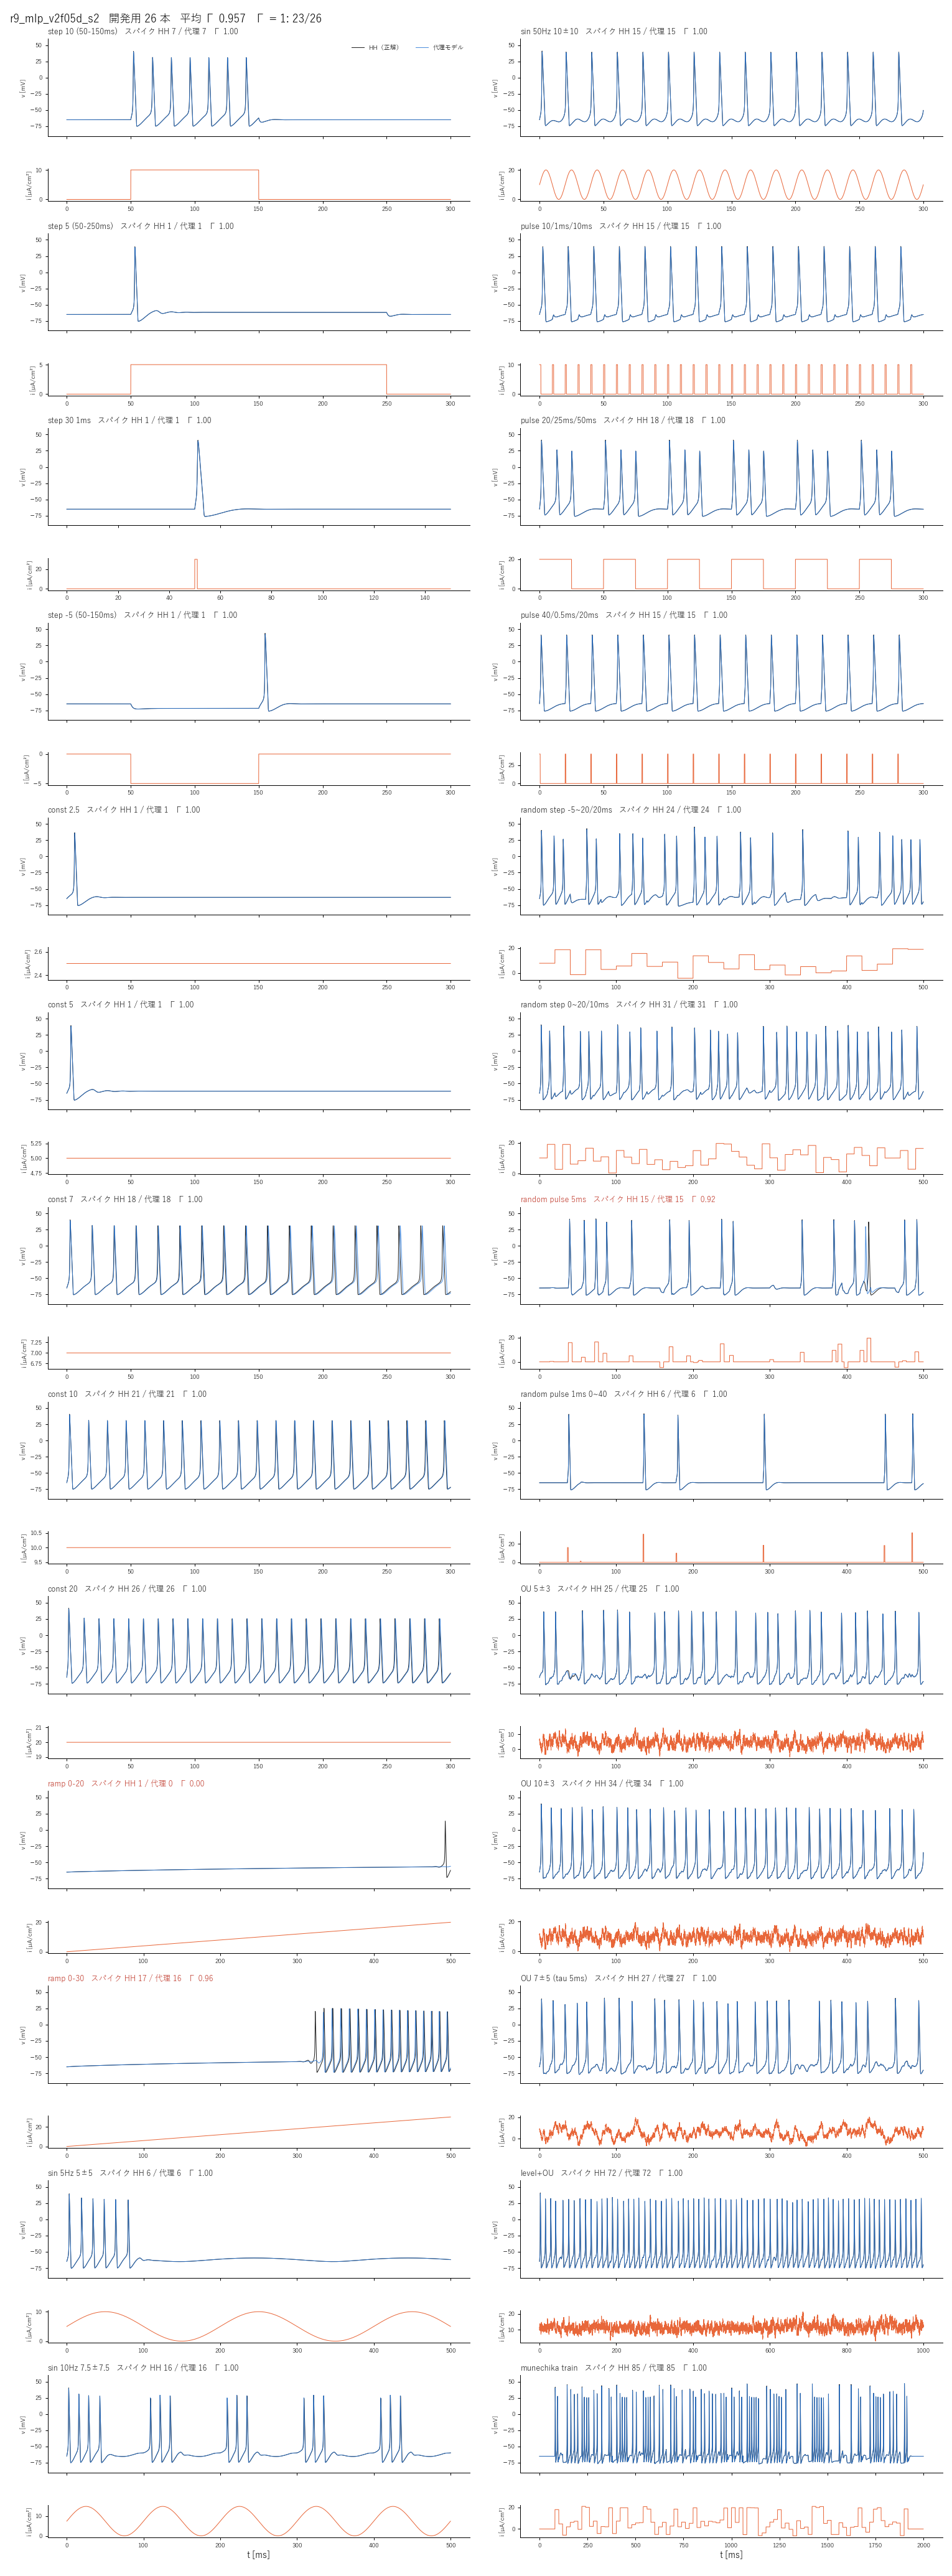 r9_mlp_v2f05d_s2 開発用 26 本 平均 Γ 0.957 Γ = 1: 23/26
step 10 (50-150ms) スパイク HH 7 / 代理 7 Γ 1.00
HH（正解） 代理モデル
sin 50Hz 10±10 スパイク HH 15 / 代理 15 Γ 1.00
step 5 (50-250ms) スパイク HH 1 / 代理 1 Γ 1.00
pulse 10/1ms/10ms スパイク HH 15 / 代理 15 Γ 1.00
step 30 1ms スパイク HH 1 / 代理 1 Γ 1.00
pulse 20/25ms/50ms スパイク HH 18 / 代理 18 Γ 1.00
step -5 (50-150ms) スパイク HH 1 / 代理 1 Γ 1.00
pulse 40/0.5ms/20ms スパイク HH 15 / 代理 15 Γ 1.00
const 2.5 スパイク HH 1 / 代理 1 Γ 1.00
random step -5~20/20ms スパイク HH 24 / 代理 24 Γ 1.00
const 5 スパイク HH 1 / 代理 1 Γ 1.00
random step 0~20/10ms スパイク HH 31 / 代理 31 Γ 1.00
const 7 スパイク HH 18 / 代理 18 Γ 1.00
random pulse 5ms スパイク HH 15 / 代理 15 Γ 0.92
const 10 スパイク HH 21 / 代理 21 Γ 1.00
random pulse 1ms 0~40 スパイク HH 6 / 代理 6 Γ 1.00
const 20 スパイク HH 26 / 代理 26 Γ 1.00
OU 5±3 スパイク HH 25 / 代理 25 Γ 1.00
ramp 0-20 スパイク HH 1 / 代理 0 Γ 0.00
OU 10±3 スパイク HH 34 / 代理 34 Γ 1.00
ramp 0-30 スパイク HH 17 / 代理 16 Γ 0.96
OU 7±5 (tau 5ms) スパイク HH 27 / 代理 27 Γ 1.00
sin 5Hz 5±5 スパイク HH 6 / 代理 6 Γ 1.00
level+OU スパイク HH 72 / 代理 72 Γ 1.00
sin 10Hz 7.5±7.5 スパイク HH 16 / 代理 16 Γ 1.00
munechika train スパイク HH 85 / 代理 85 Γ 1.00
v [mV]
i [μA/cm²]
t [ms]
t [ms]